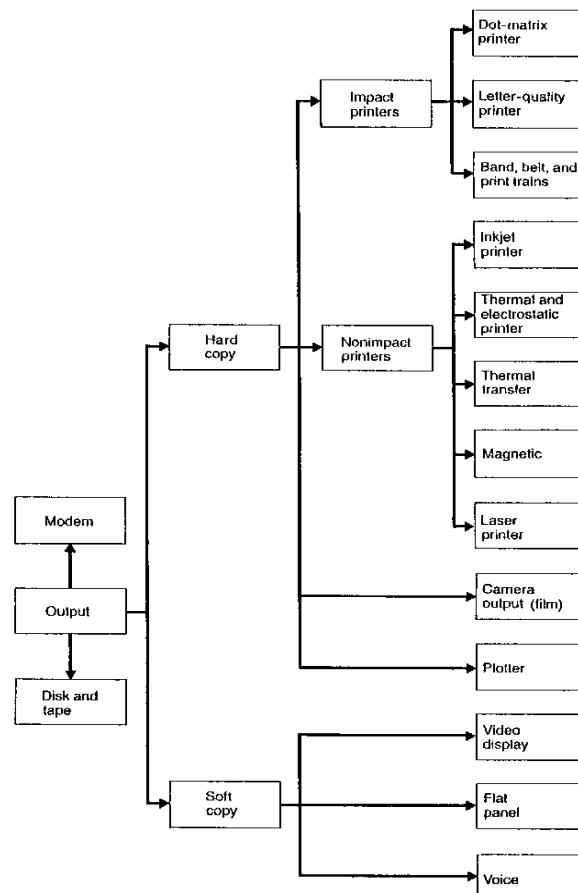 Dot-matrix
printer
Impact
printers
Letter-quality
printer
Band, belt, and
print trains
Inkjet
printer
Thermal and
electrostatic
printer
Hard
copy
Nonimpact
printers
Thermal
transfer
Magnetic
Laser
printer
Modem
Output
Disk and
tape
Camera
output (film)
Plotter
Video
display
Soft
copy
Flat
panel
Voice